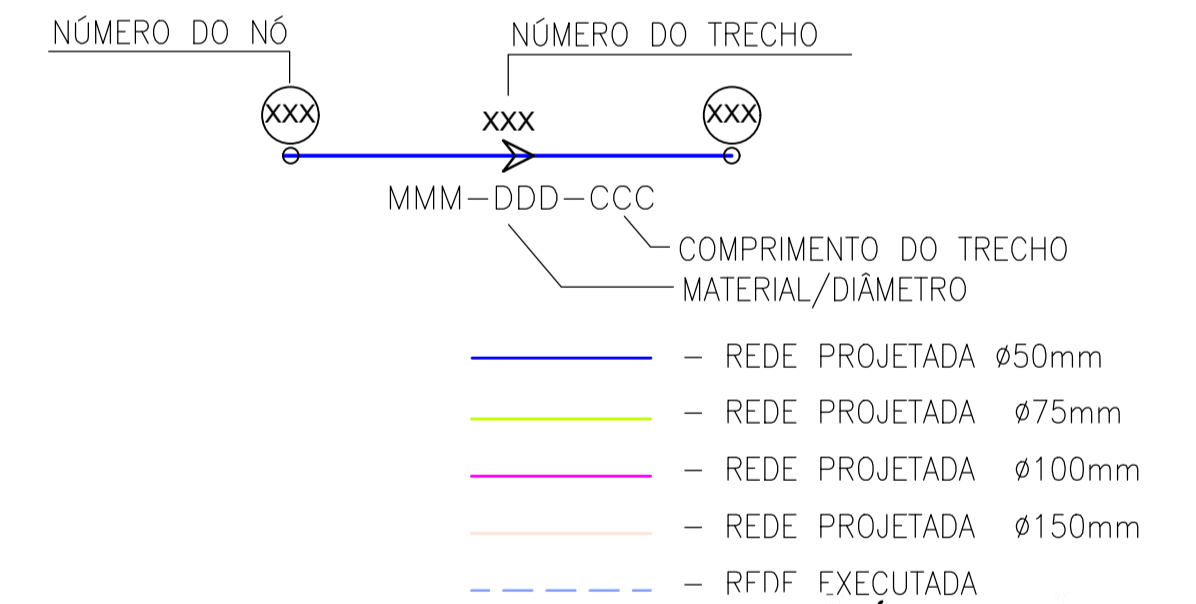 NÚMERO DO NÓ
NÚMERO DO TRECHO
XXX
XXX
XXX
MMM-DDD-CCC
COMPRIMENTO DO TRECHO
MATERIAL/DIÂMETRO
- REDE PROJETADA ø50mm
- REDE PROJETADA ø75mm
- REDE PROJETADA ø100mm
- REDE PROJETADA ø150mm
- REDE EXECUTADA